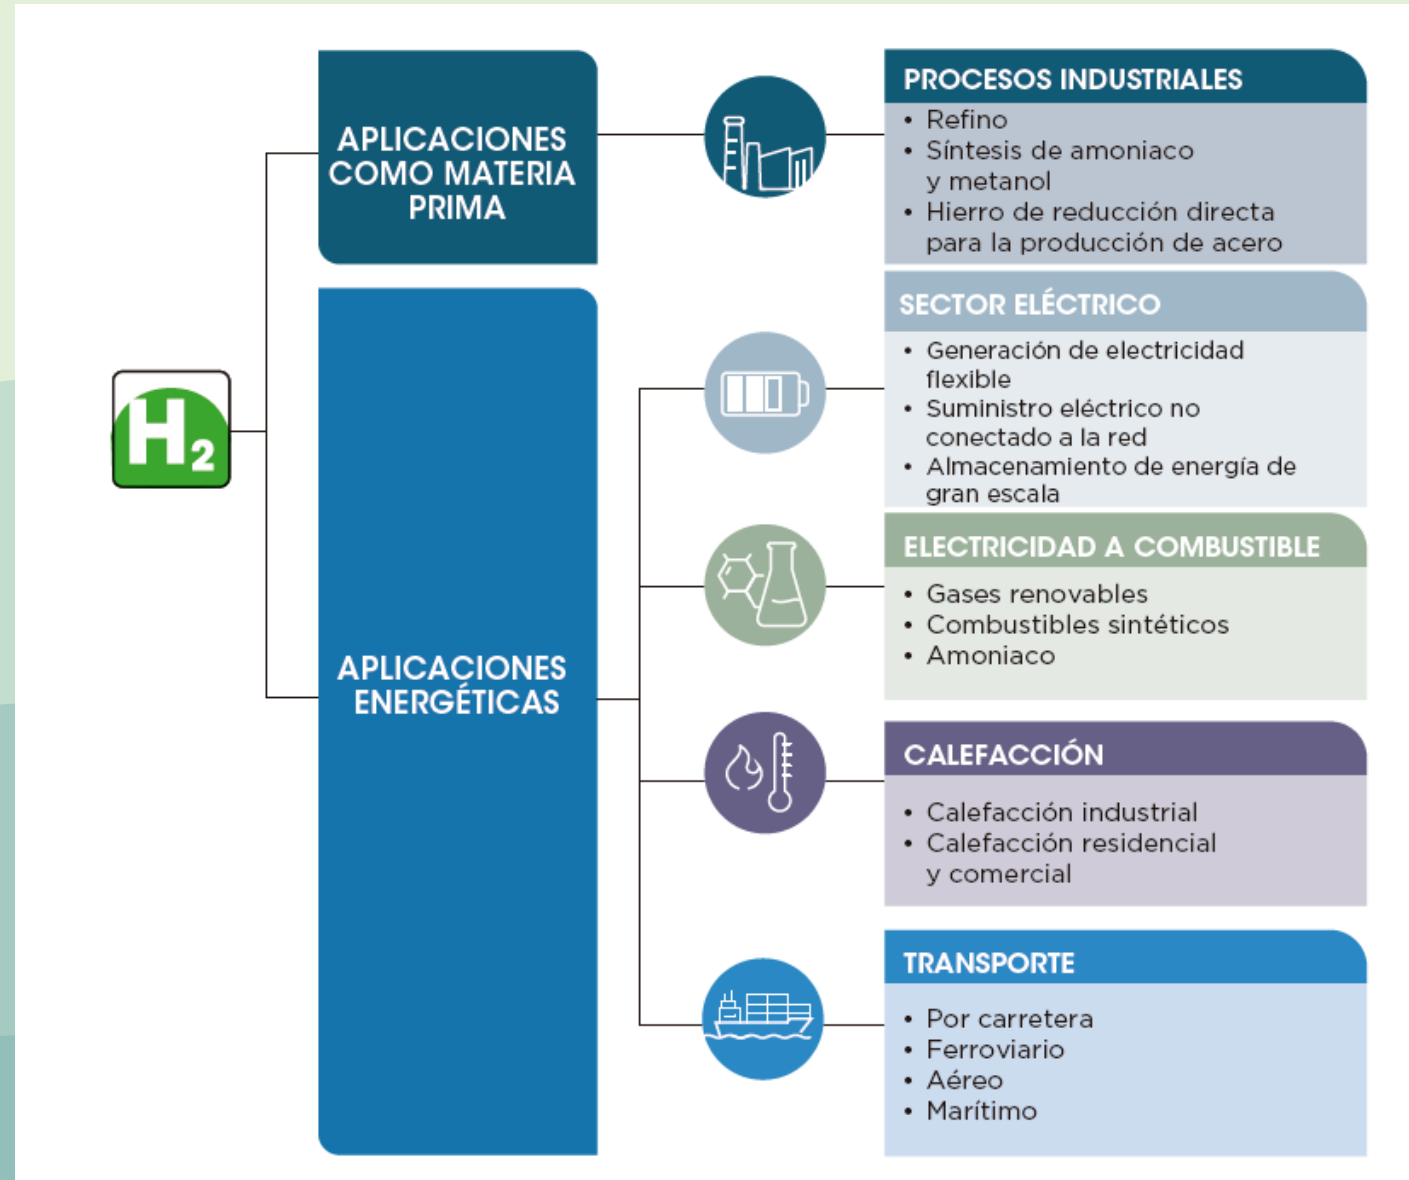 H2
APLICACIONES
COMO MATERIA
PRIMA
PROCESOS INDUSTRIALES
• Refino
• Síntesis de amoniaco
y metanol
• Hierro de reducción directa
para la producción de acero
APLICACIONES
ENERGÉTICAS
SECTOR ELÉCTRICO
• Generación de electricidad
flexible
• Suministro eléctrico no
conectado a la red
• Almacenamiento de energía de
gran escala
ELECTRICIDAD A COMBUSTIBLE
• Gases renovables
• Combustibles sintéticos
• Amoniaco
CALEFACCIÓN
• Calefacción industrial
• Calefacción residencial
y comercial
TRANSPORTE
• Por carretera
• Ferroviario
• Aéreo
• Marítimo